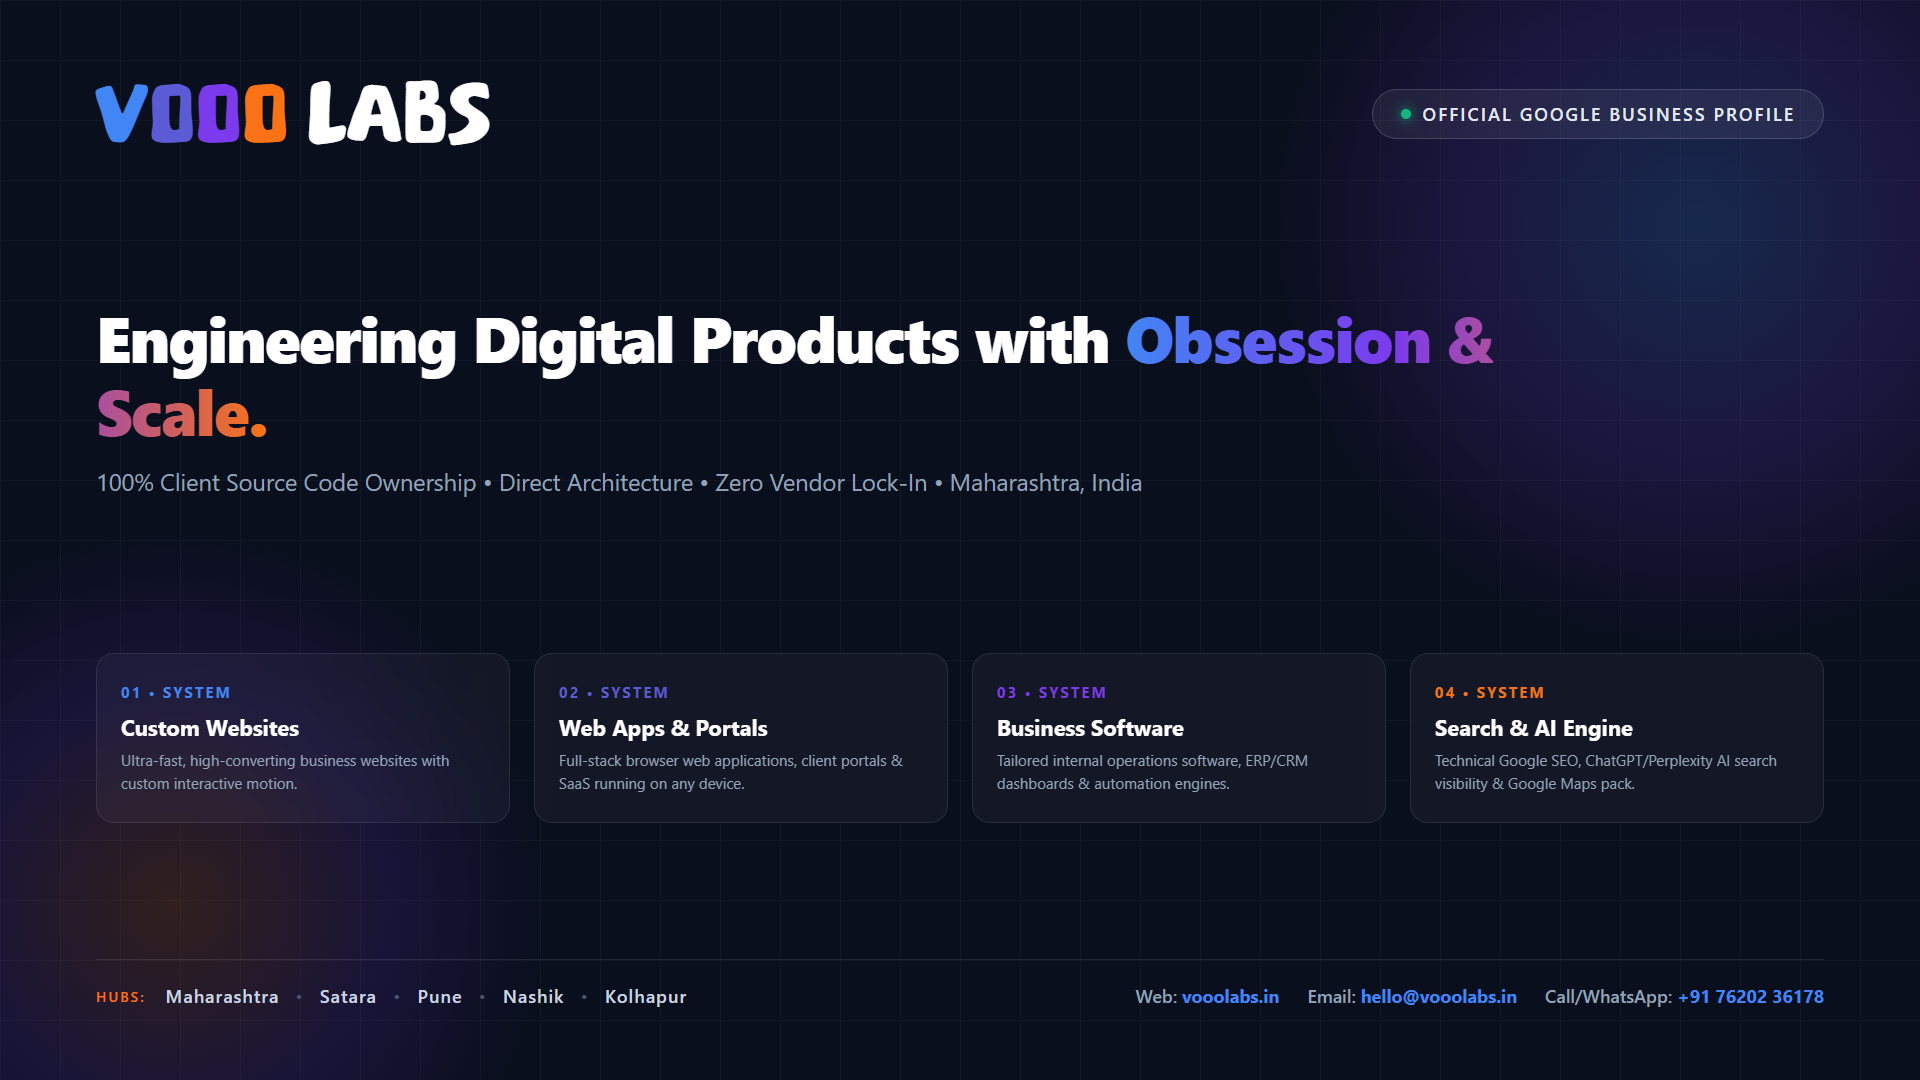 VOOO LABS
OFFICIAL GOOGLE BUSINESS PROFILE
Engineering Digital Products with Obsession &
Scale.
100% Client Source Code Ownership • Direct Architecture • Zero Vendor Lock-In • Maharashtra, India
01 • SYSTEM
Custom Websites
Ultra-fast, high-converting business websites with
custom interactive motion.
02 • SYSTEM
Web Apps & Portals
Full-stack browser web applications, client portals &
SaaS running on any device.
03 • SYSTEM
Business Software
Tailored internal operations software, ERP/CRM
dashboards & automation engines.
04 • SYSTEM
Search & AI Engine
Technical Google SEO, ChatGPT/Perplexity AI search
visibility & Google Maps pack.
HUBS: Maharashtra • Satara • Pune • Nashik • Kolhapur
Web: vooolabs.in Email: hello@vooolabs.in Call/WhatsApp: +91 76202 36178